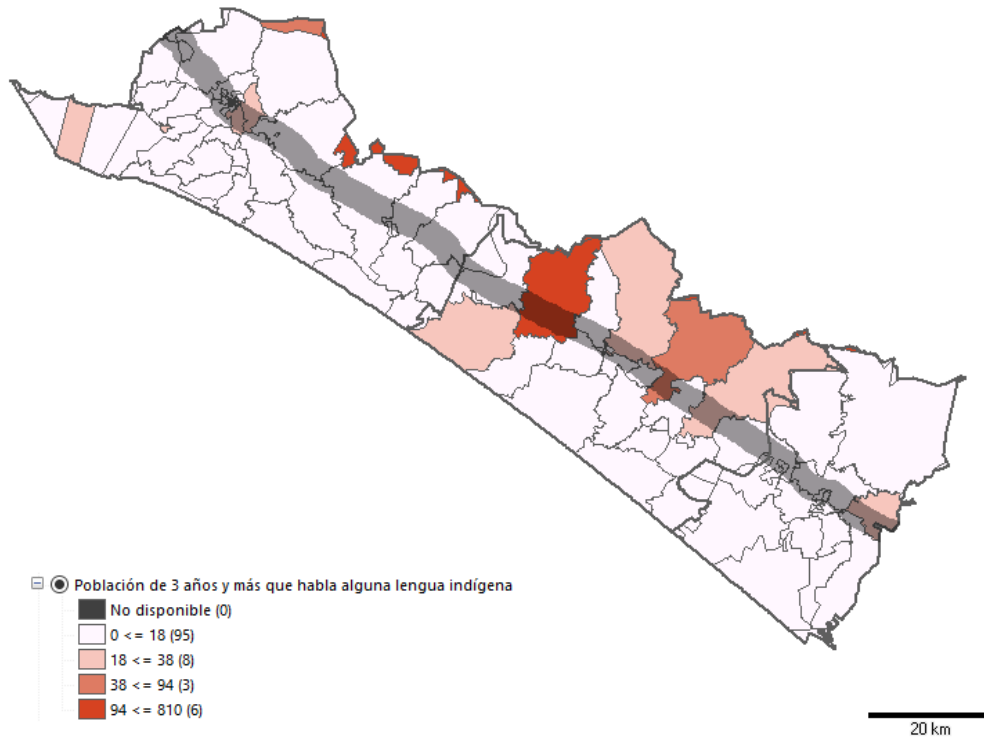 Población de 3 años y más que habla alguna lengua indígena
No disponible (0)
0 <= 18 (95)
18 <= 38 (8)
38 <= 94 (3)
94 <= 810 (6)
20 km